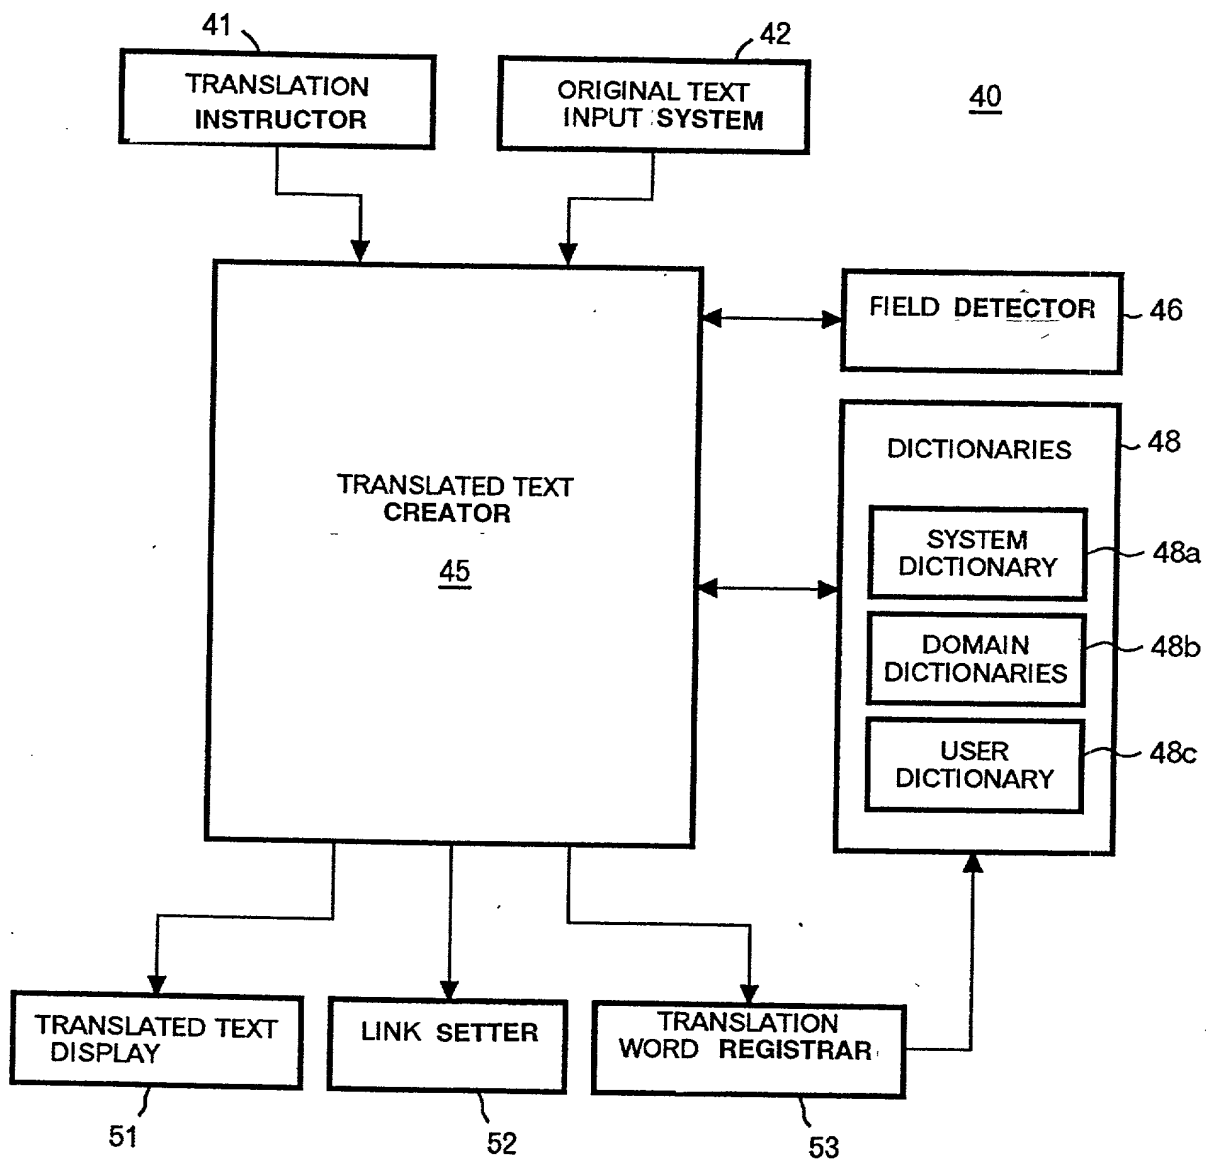 41
42
TRANSLATION
INSTRUCTOR
ORIGINAL TEXT
INPUT SYSTEM
40
FIELD DETECTOR
46
DICTIONARIES
48
TRANSLATED TEXT
CREATOR
45
SYSTEM
DICTIONARY
48a
DOMAIN
DICTIONARIES
48b
USER
DICTIONARY
48c
TRANSLATED TEXT
DISPLAY
LINK SETTER
TRANSLATION
WORD REGISTRAR
51
52
53